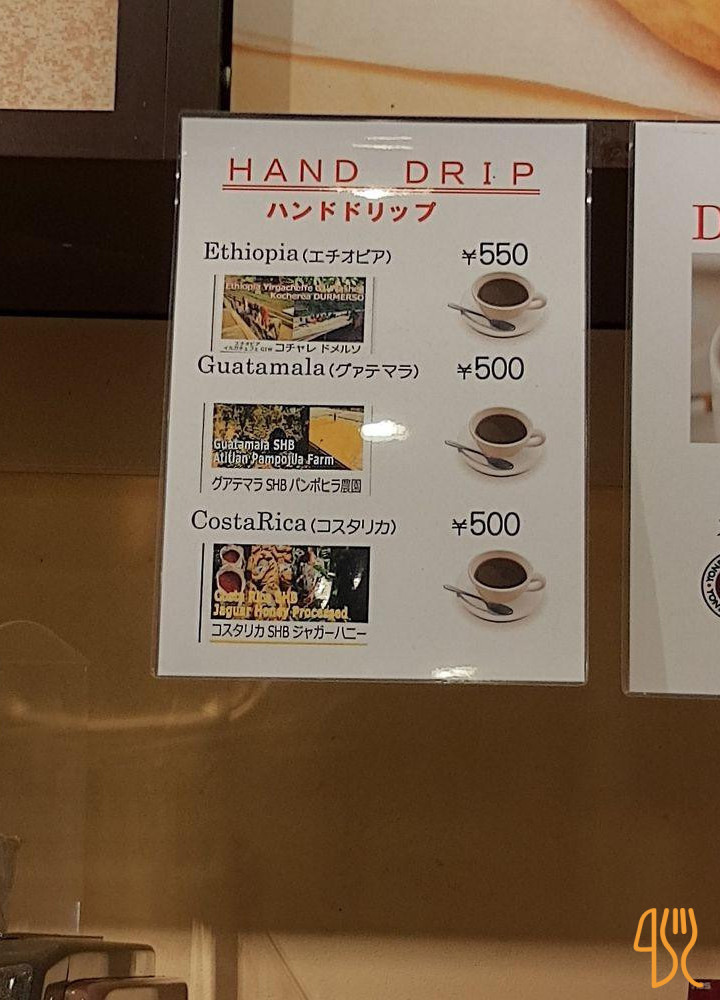 HAND DRIP
ハンドドリップ
Ethiopia(エチオピア) ¥550
Ethiopia Yirgacheffe
Kocherea DURMERSO
コチャレ ドメルソ
Guatamala(グァテマラ) ¥500
Guatamala SHB
Atitlan Pampojila Farm
グアテマラ SHB パンポヒラ農園
CostaRica(コスタリカ) ¥500
Costa Rica SHB
Jaguar Honey Processed
コスタリカ SHB ジャガーハニー
D